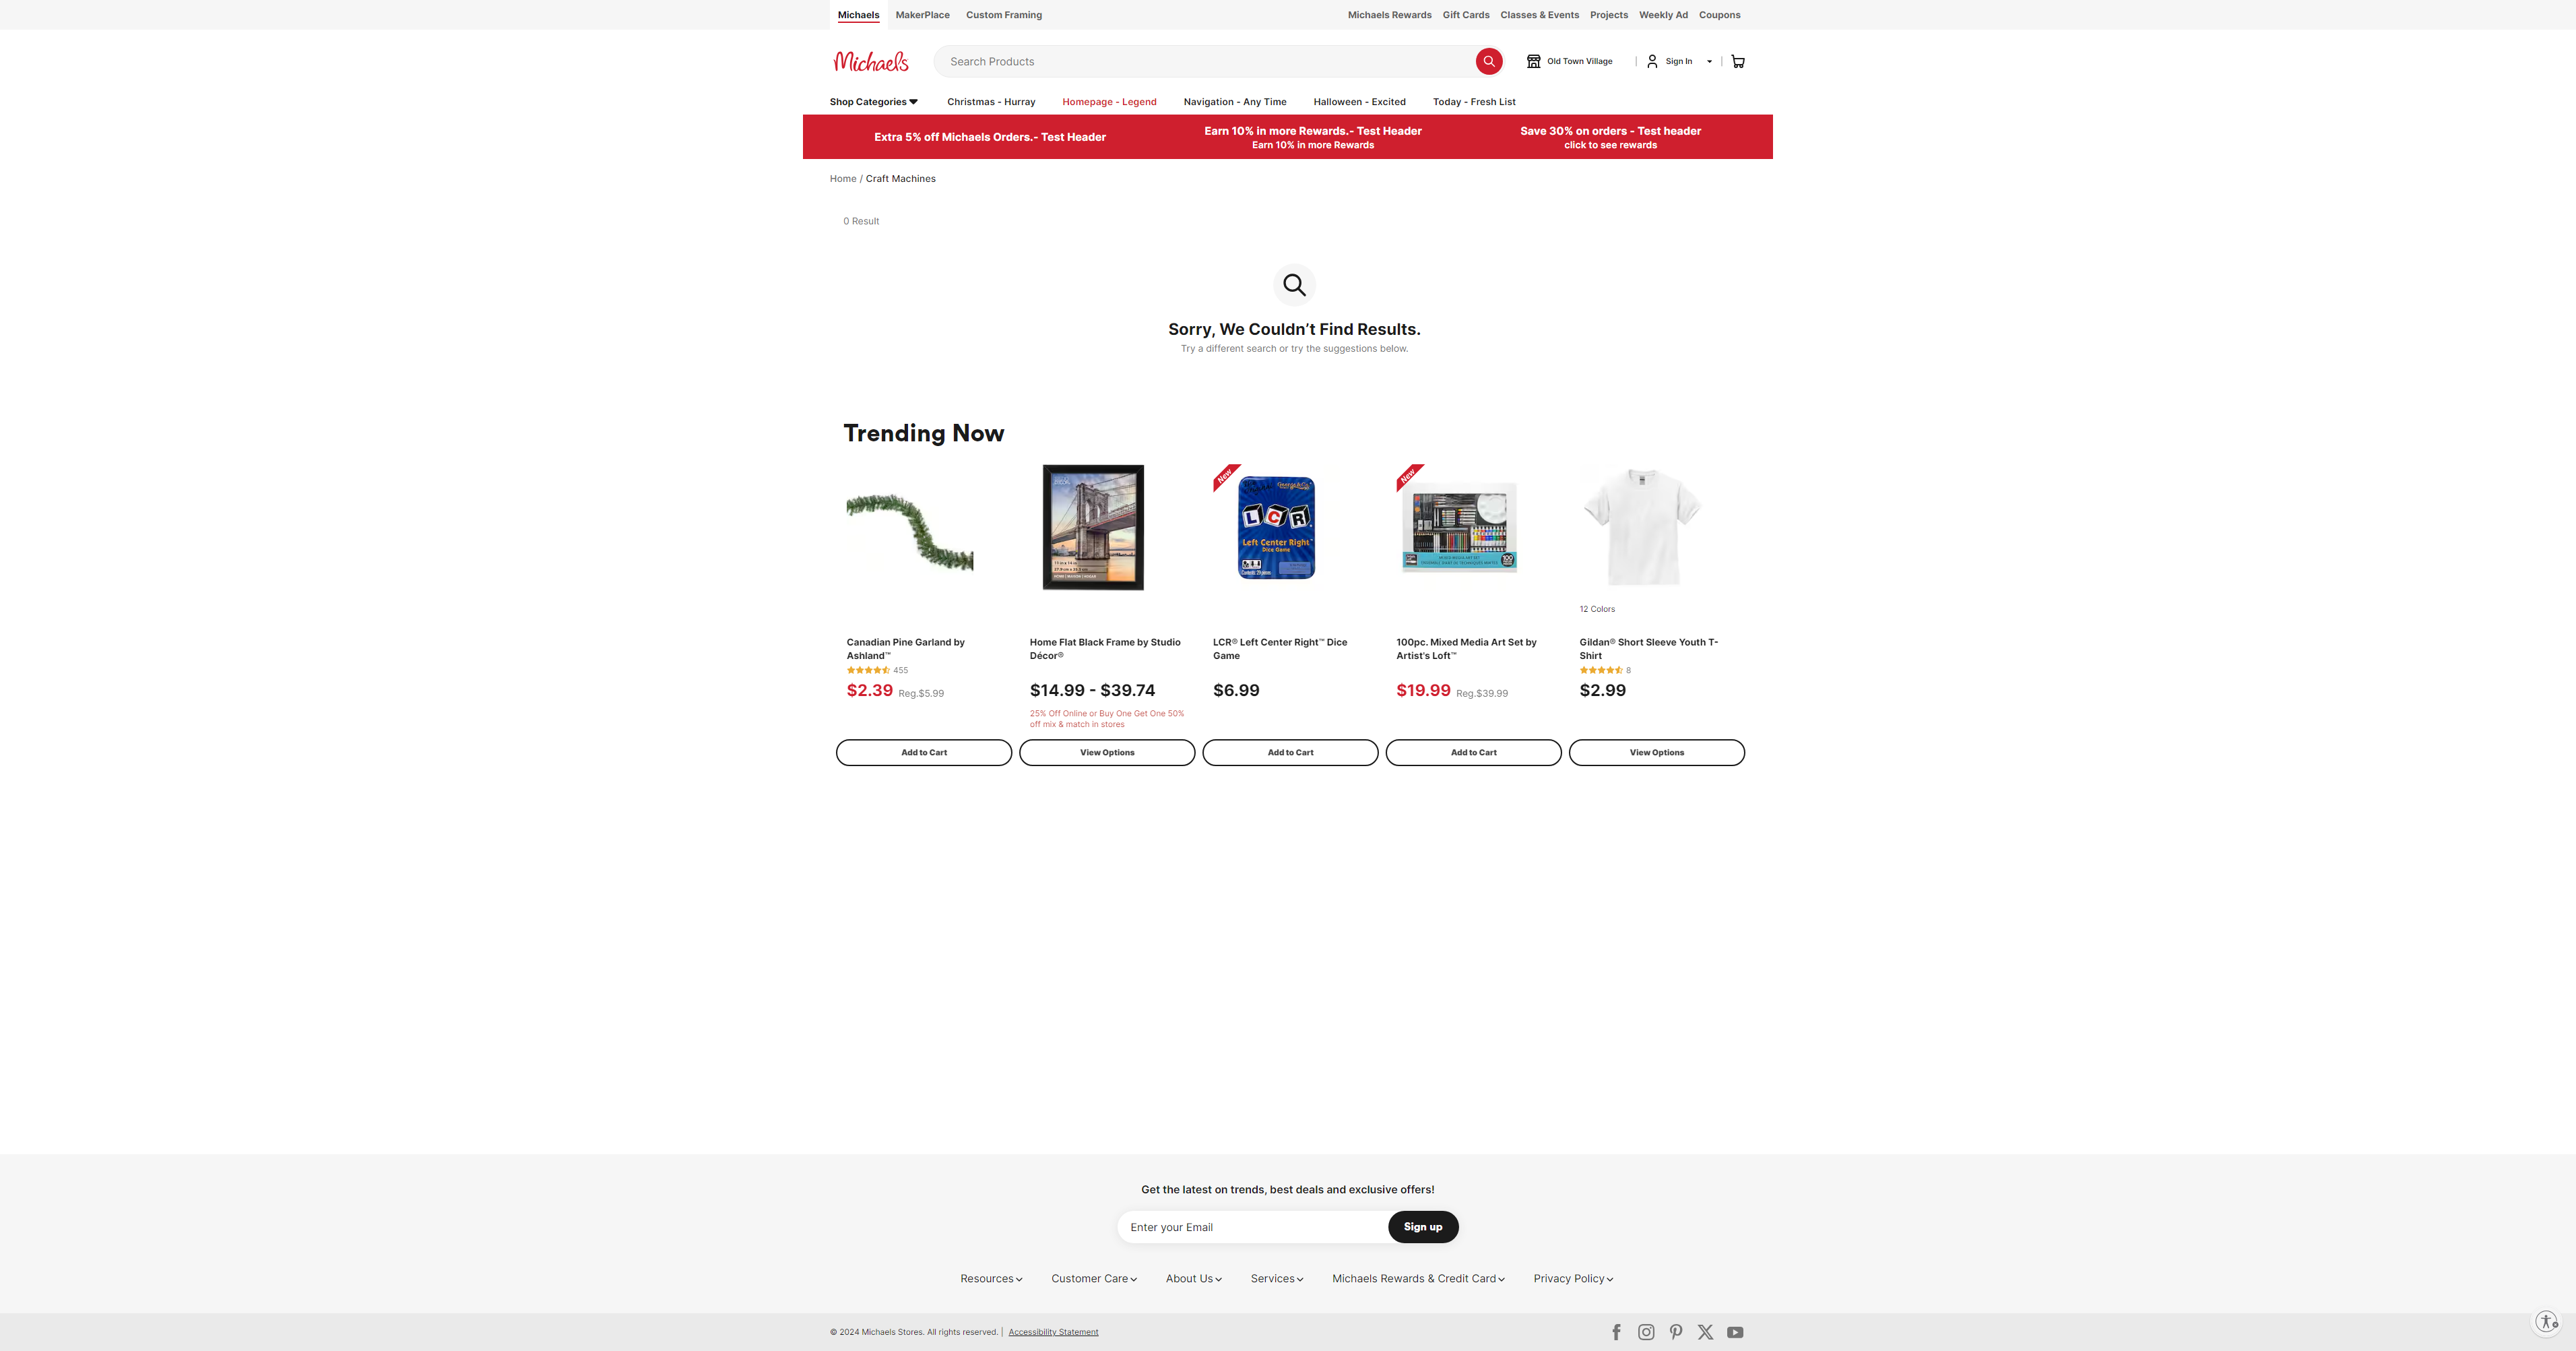 Michaels MakerPlace Custom Framing Michaels Rewards Gift Cards Classes & Events Projects Weekly Ad Coupons
Michaels Search Products Old Town Village | Sign In |
Shop Categories Christmas - Hurray Homepage - Legend Navigation - Any Time Halloween - Excited Today - Fresh List
Extra 5% off Michaels Orders.- Test Header
Earn 10% in more Rewards.- Test Header
Earn 10% in more Rewards
Save 30% on orders - Test header
click to see rewards
Home / Craft Machines
0 Result
Sorry, We Couldn’t Find Results.
Try a different search or try the suggestions below.
Trending Now
New
LCR
Left Center Right™
Dice Game
New
12 Colors
Canadian Pine Garland by
Ashland™
455
$2.39 Reg.$5.99
Add to Cart
Home Flat Black Frame by Studio
Décor®
$14.99 - $39.74
25% Off Online or Buy One Get One 50%
off mix & match in stores
View Options
LCR® Left Center Right™ Dice
Game
$6.99
Add to Cart
100pc. Mixed Media Art Set by
Artist's Loft™
$19.99 Reg.$39.99
Add to Cart
Gildan® Short Sleeve Youth T-
Shirt
8
$2.99
View Options
Get the latest on trends, best deals and exclusive offers!
Enter your Email Sign up
Resources Customer Care About Us Services Michaels Rewards & Credit Card Privacy Policy
© 2024 Michaels Stores. All rights reserved. | Accessibility Statement